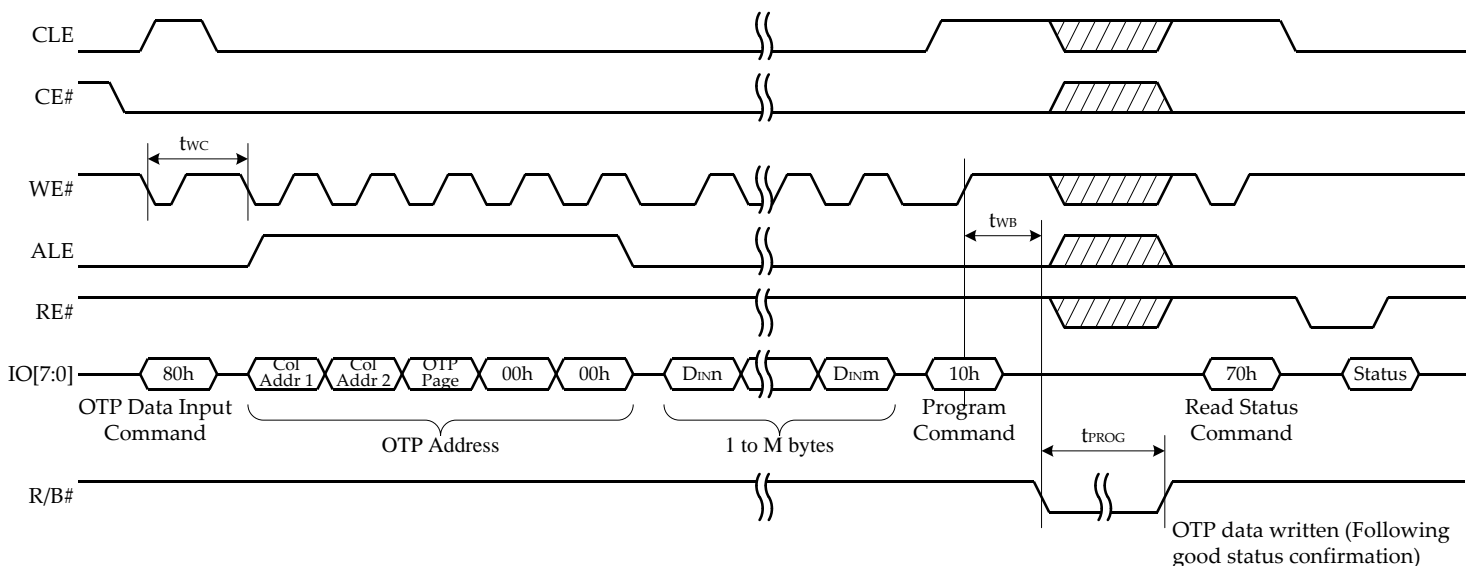 CLE
CE#
tWC
WE#
tWB
ALE
RE#
IO[7:0] 80h Col Addr 1 Col Addr 2 OTP Page 00h 00h DINn DINm 10h 70h Status
OTP Data Input Command
OTP Address
1 to M bytes
Program Command
Read Status Command
tPROG
R/B#
OTP data written (Following
good status confirmation)